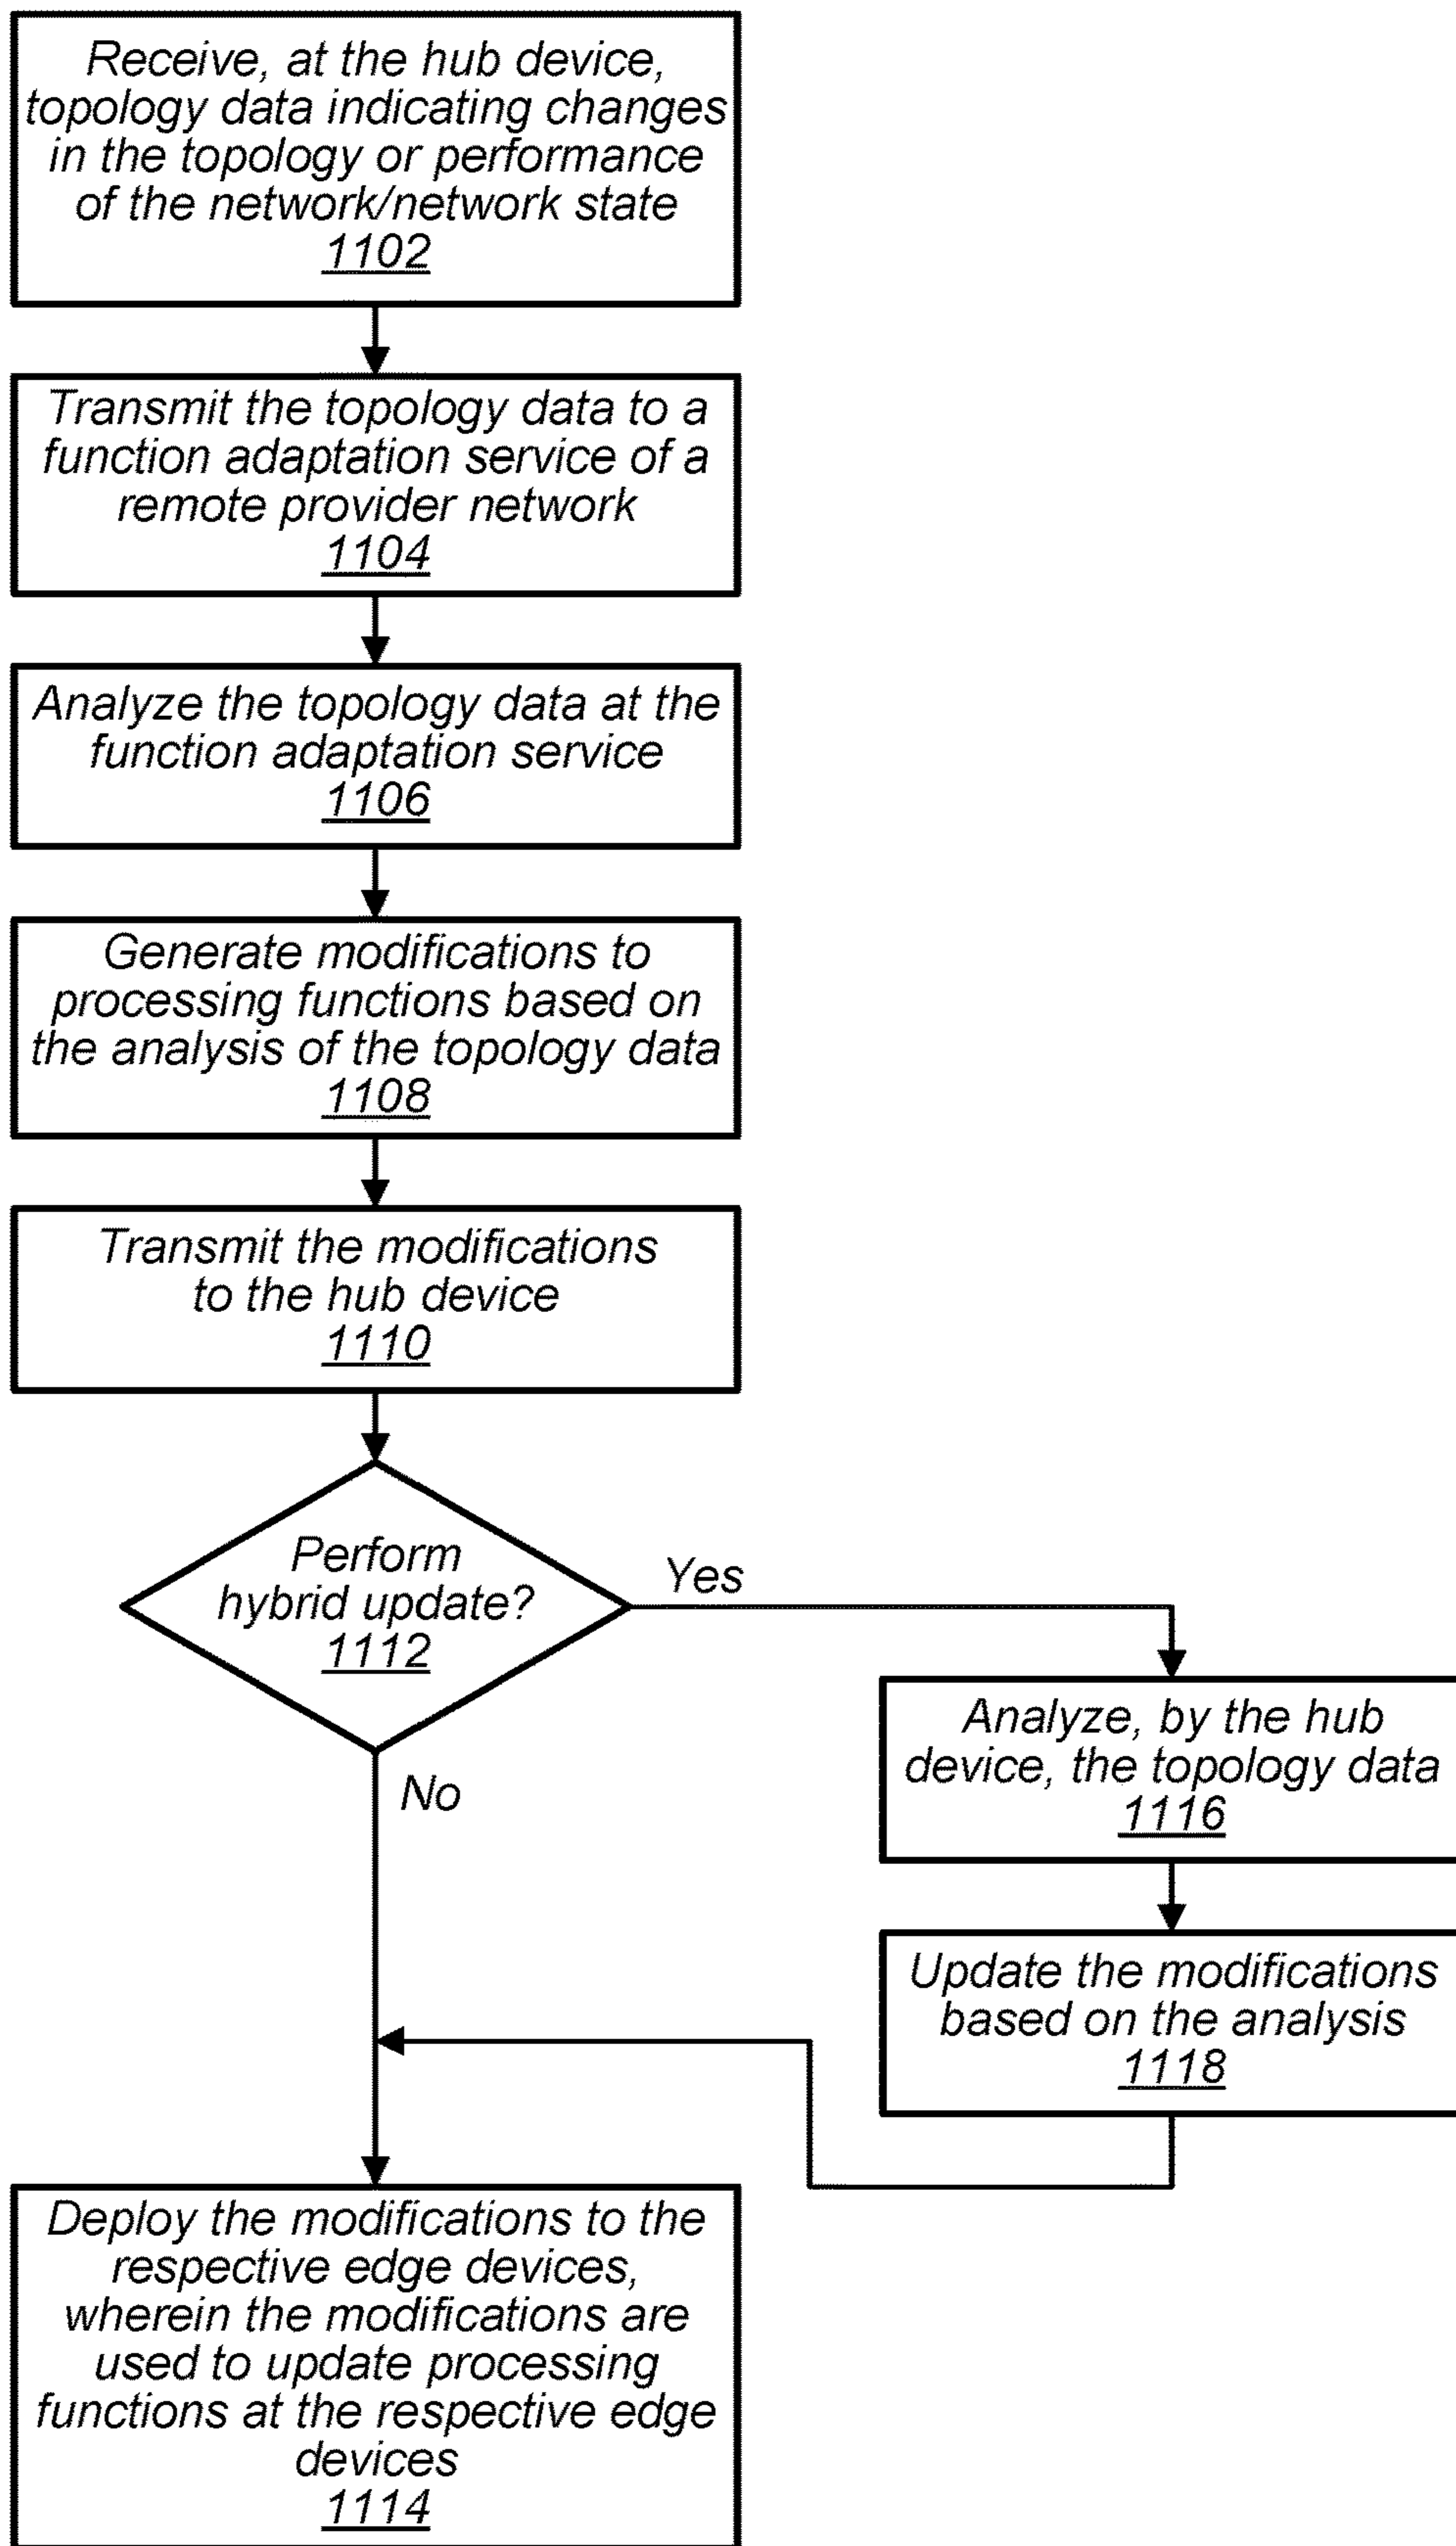 Receive, at the hub device,
topology data indicating changes
in the topology or performance
of the network/network state
1102
Transmit the topology data to a
function adaptation service of a
remote provider network
1104
Analyze the topology data at the
function adaptation service
1106
Generate modifications to
processing functions based on
the analysis of the topology data
1108
Transmit the modifications
to the hub device
1110
Perform
hybrid update?
1112
Yes
No
Analyze, by the hub
device, the topology data
1116
Update the modifications
based on the analysis
1118
Deploy the modifications to the
respective edge devices,
wherein the modifications are
used to update processing
functions at the respective edge
devices
1114